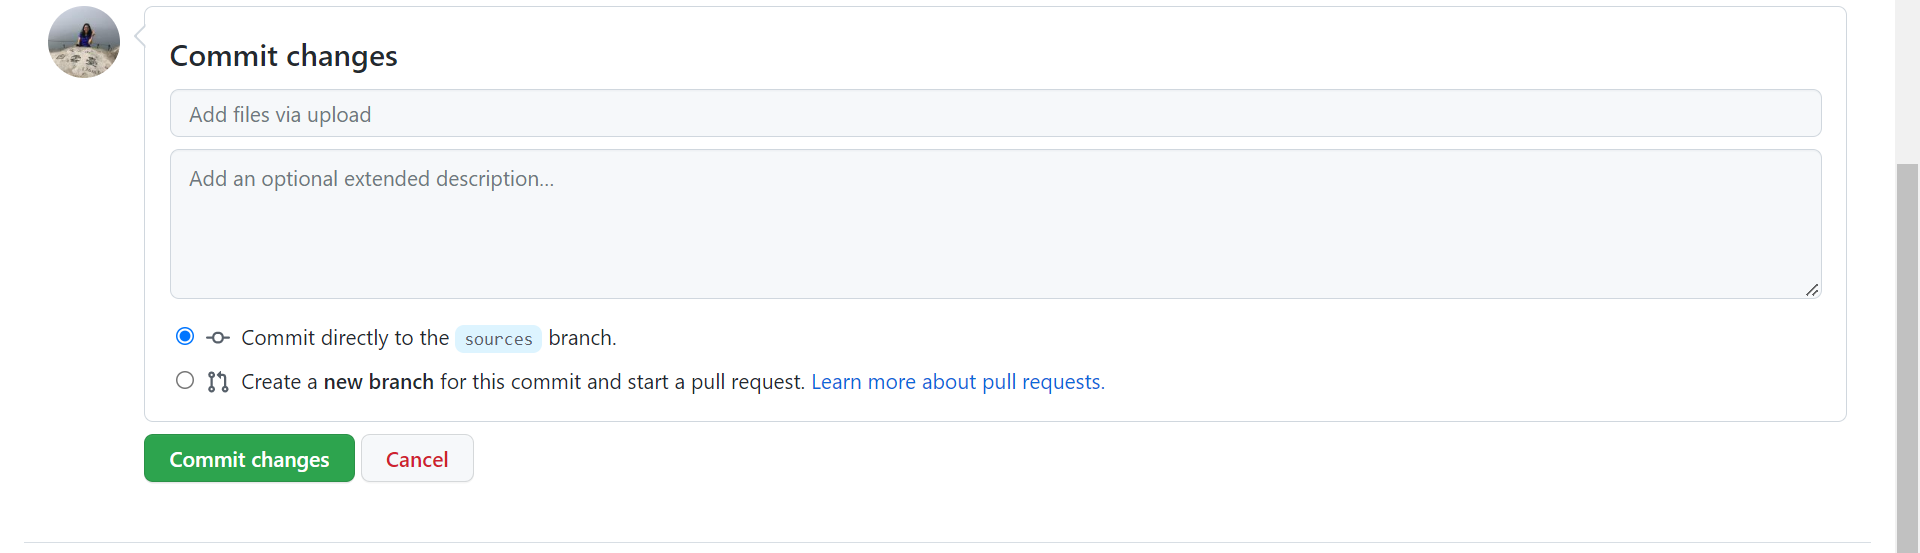 Commit changes
Add files via upload
Add an optional extended description…
Commit directly to the sources branch.
Create a new branch for this commit and start a pull request. Learn more about pull requests.
Commit changes
Cancel